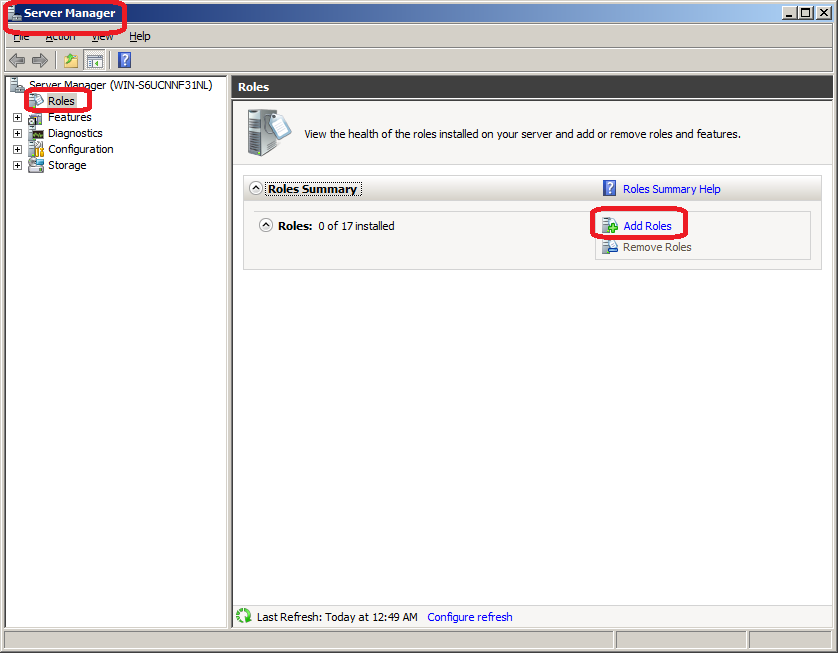 Server Manager
File Action View Help
Server Manager (WIN-S6UCNNF31NL)
Roles
Features
Diagnostics
Configuration
Storage
Roles
View the health of the roles installed on your server and add or remove roles and features.
Roles Summary
Roles Summary Help
Roles: 0 of 17 installed
Add Roles
Remove Roles
Last Refresh: Today at 12:49 AM Configure refresh